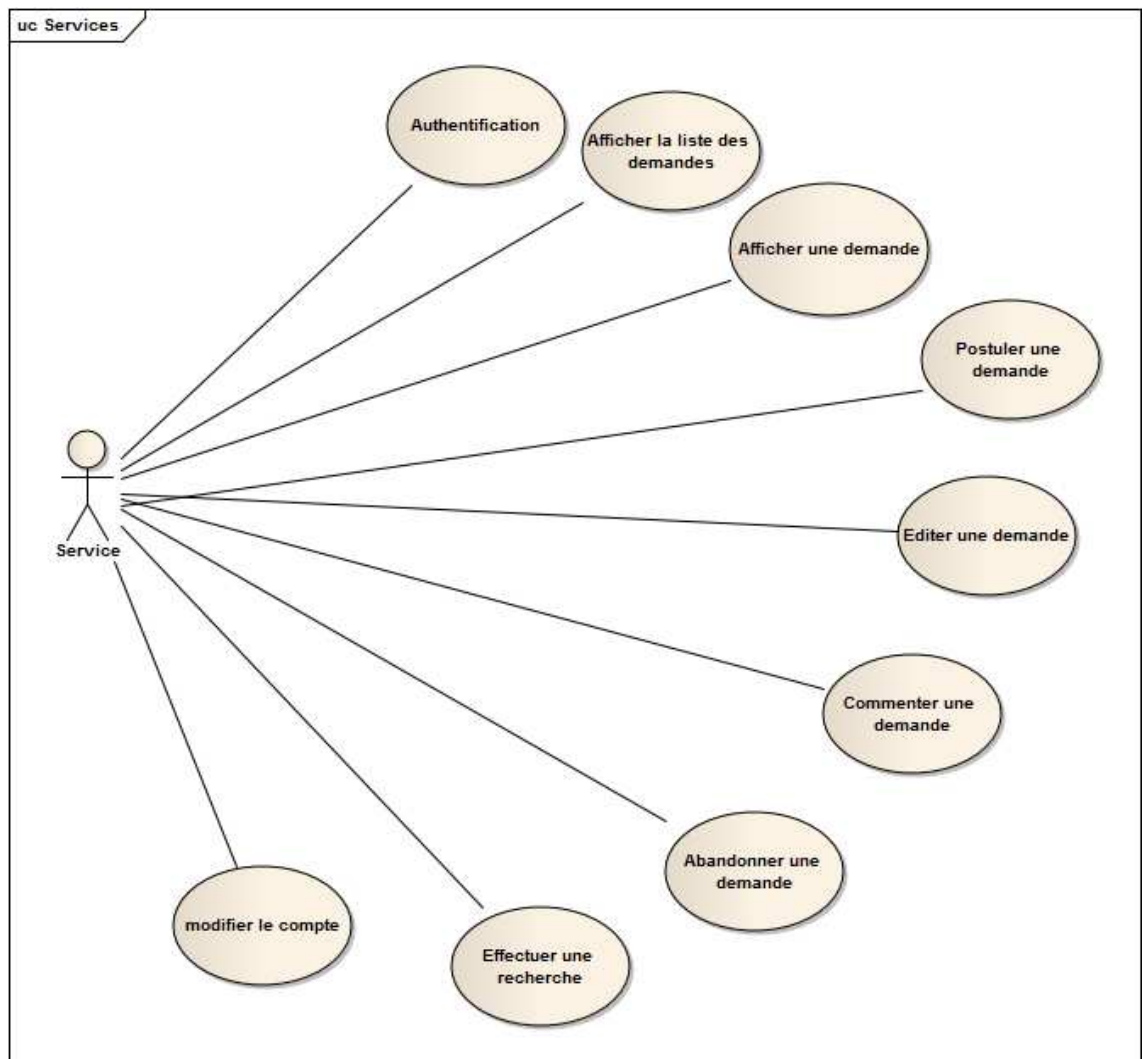 uc Services
Authentification
Afficher la liste des
demandes
Afficher une demande
Postuler une
demande
Editer une demande
Service
Commenter une
demande
Abandonner une
demande
modifier le compte
Effectuer une
recherche